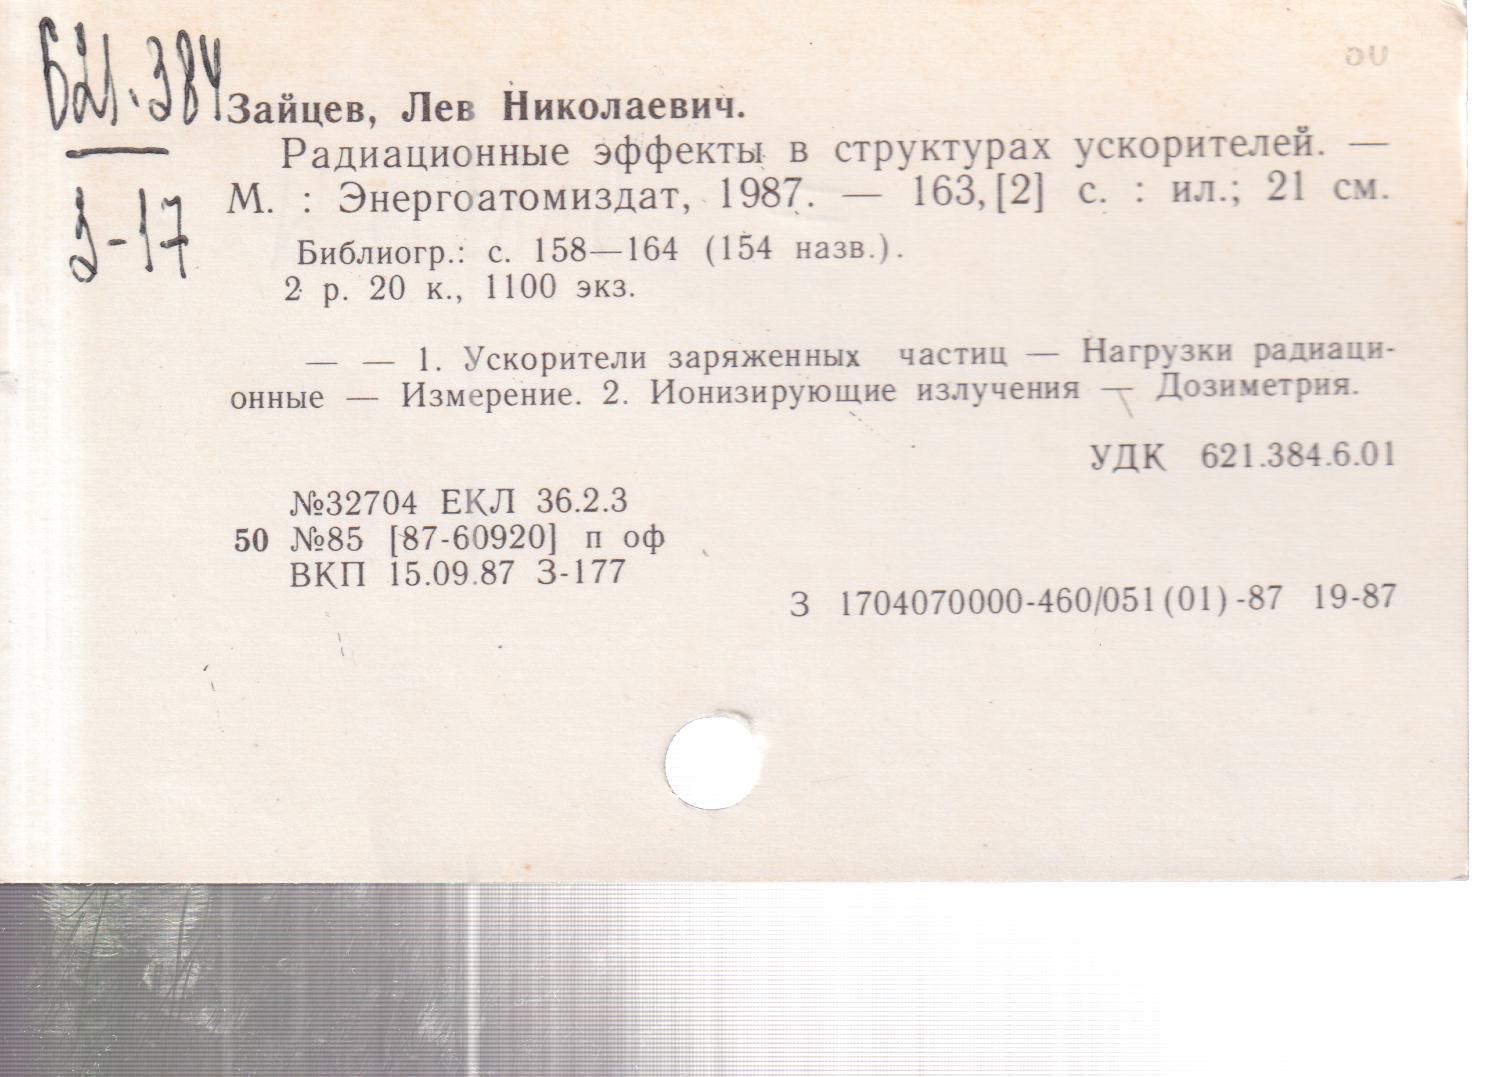 621.384
З-17
Зайцев, Лев Николаевич.
Радиационные эффекты в структурах ускорителей. —
М. : Энергоатомиздат, 1987. — 163,[2] с. : ил.; 21 см.
Библиогр.: с. 158—164 (154 назв.).
2 р. 20 к., 1100 экз.
— — 1. Ускорители заряженных частиц — Нагрузки радиаци-
онные — Измерение. 2. Ионизирующие излучения — Дозиметрия.
УДК 621.384.6.01
№32704 ЕКЛ 36.2.3
50 №85 [87-60920] п оф
ВКП 15.09.87 З-177
З 1704070000-460/051(01)-87 19-87